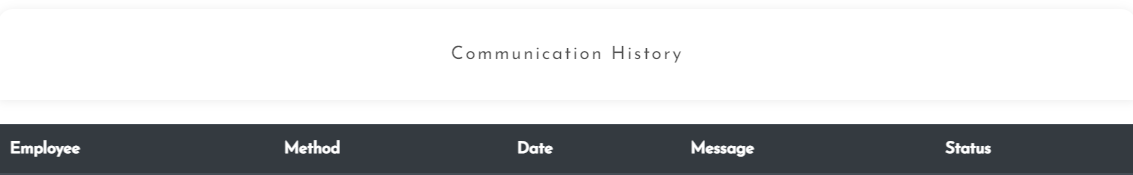 Communication History
Employee Method Date Message Status